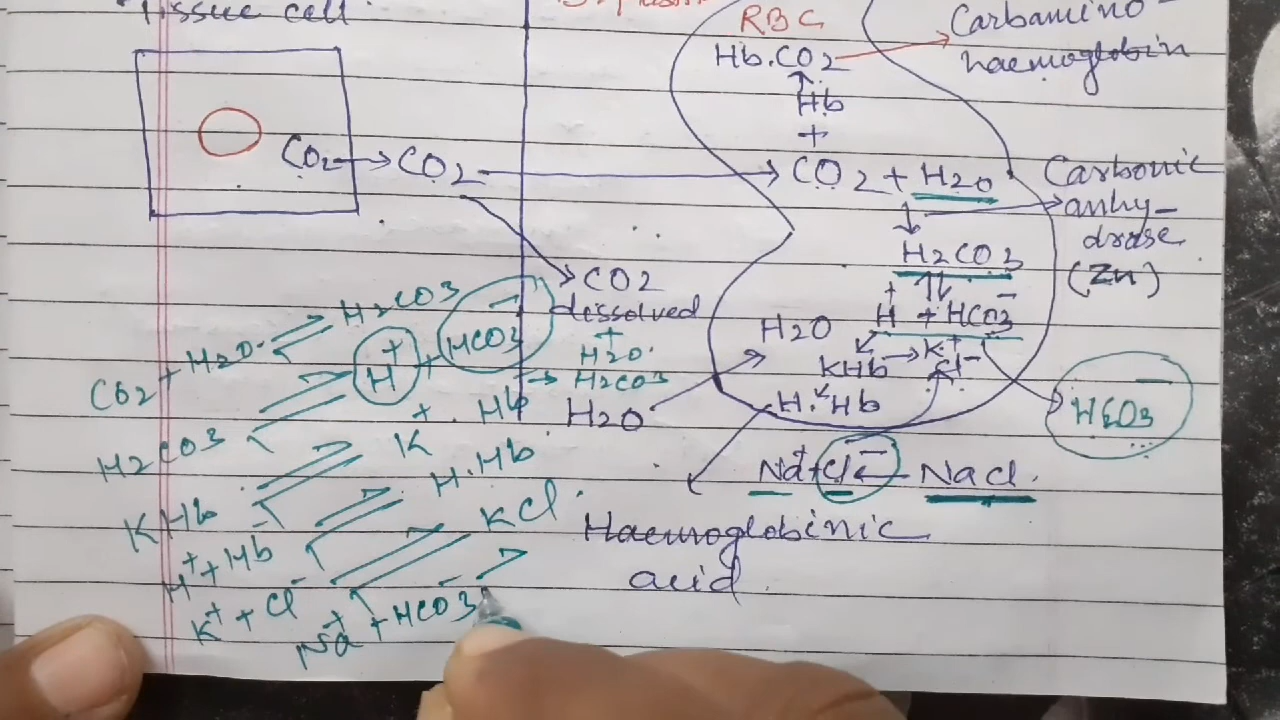 Tissue cell
RBC
Carbamino-
haemoglobin
Hb.CO2
Hb
+
CO2
CO2
CO2 + H2O
Carbonic
anhy-
drase
(Zn)
H2CO3
H+ + HCO3-
KHb
K+
Cl-
H.Hb
H2O
HCO3-
CO2
dissolved
+
H2O
H2CO3
H2O
Na+ + Cl-
NaCl.
Haemoglobinic
acid
CO2 + H2O
H2CO3
H2CO3
H+ + HCO3-
KHb
K+ . Hb
H+ + Hb-
H.Hb
K+ + Cl-
KCl
Na+ + HCO3-